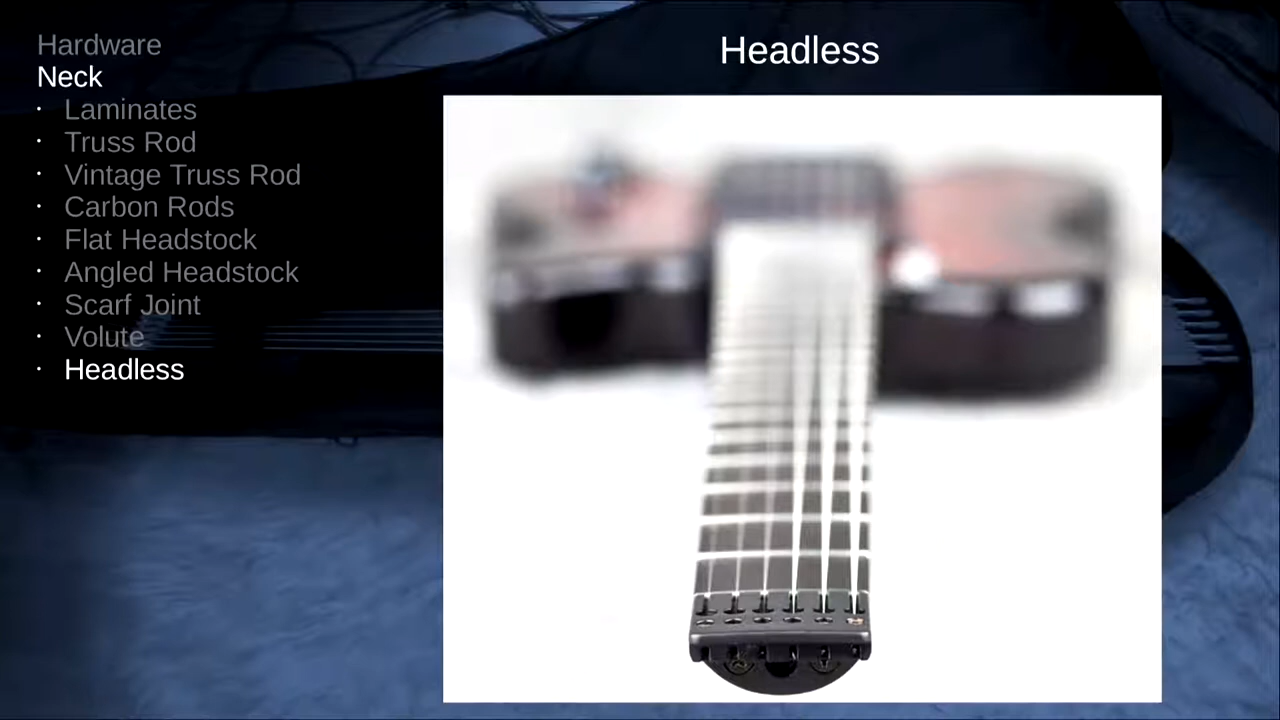 Hardware
Neck
· Laminates
· Truss Rod
· Vintage Truss Rod
· Carbon Rods
· Flat Headstock
· Angled Headstock
· Scarf Joint
· Volute
· Headless
Headless